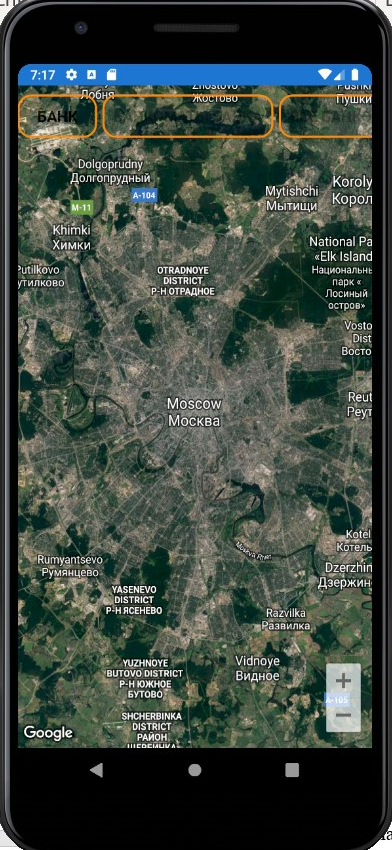 7:17
Лобня
Zhostovo
Жостово
Pushki
Пушки
БАНК
Dolgoprudny
Долгопрудный
A-104
M-11
Mytishchi
Мытищи
Koroly
Корол
Khimki
Химки
National Pa
«Elk Island
Национальны
парк «
Лосиный
остров»
Putilkovo
утилково
OTRADNOYE
DISTRICT
Р-Н ОТРАДНОЕ
Vosto
Dist
Восто
Moscow
Москва
Reut
Реут
Moskva River
Kotel
Котель
Rumyantsevo
Румянцево
Dzerzhin
Дзержин
YASENEVO
DISTRICT
Р-Н ЯСЕНЕВО
Razvilka
Развилка
YUZHNOYE
BUTOVO DISTRICT
Р-Н ЮЖНОЕ
БУТОВО
Vidnoye
Видное
A-105
SHCHERBINKA
DISTRICT
РАЙОН
ЩЕРБИНКА
Google